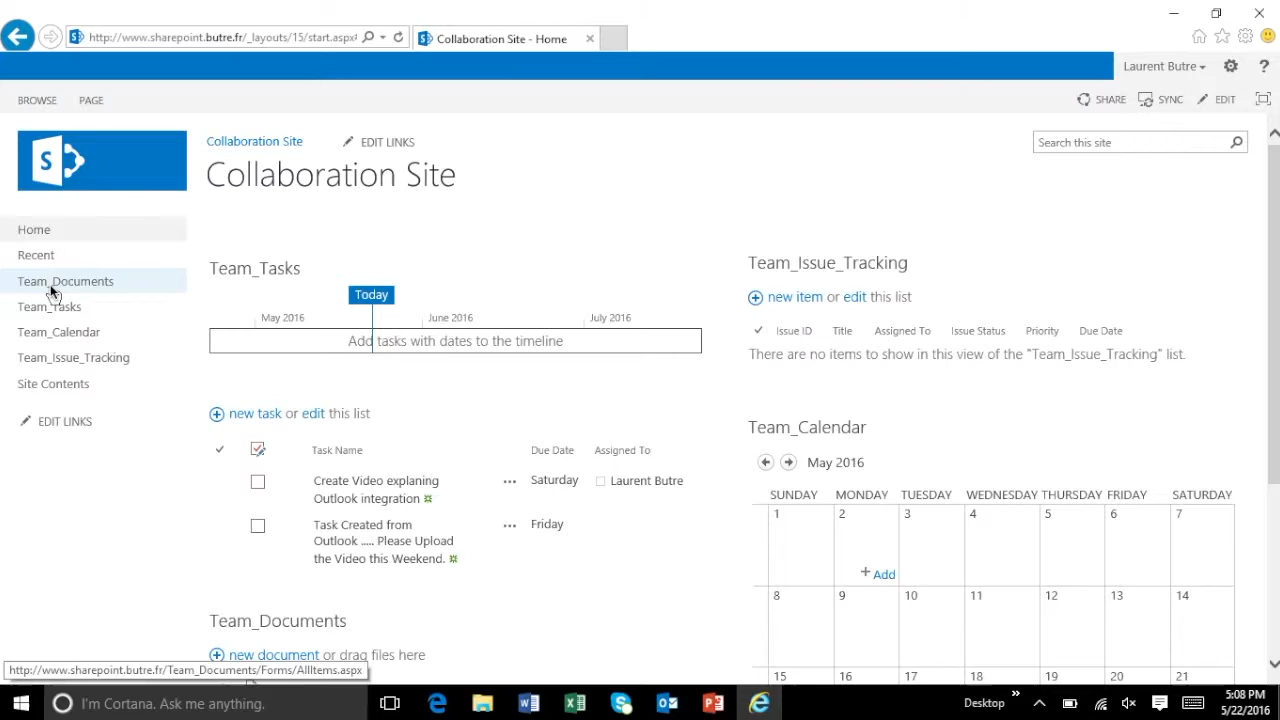 http://www.sharepoint.butre.fr/_layouts/15/start.aspx#
Collaboration Site - Home
Laurent Butre
?
BROWSE PAGE
SHARE SYNC EDIT
S
Collaboration Site EDIT LINKS
Search this site
Collaboration Site
Home
Recent
Team_Documents
Team_Tasks
Team_Calendar
Team_Issue_Tracking
Site Contents
EDIT LINKS
Team_Tasks
Today
May 2016 June 2016 July 2016
Add tasks with dates to the timeline
new task or edit this list
Task Name Due Date Assigned To
Create Video explaning
Outlook integration
Saturday
Laurent Butre
Task Created from
Outlook ..... Please Upload
the Video this Weekend.
Friday
Team_Documents
new document or drag files here
Team_Issue_Tracking
new item or edit this list
Issue ID Title Assigned To Issue Status Priority Due Date
There are no items to show in this view of the "Team_Issue_Tracking" list.
Team_Calendar
May 2016
SUNDAY MONDAY TUESDAY WEDNESDAY THURSDAY FRIDAY SATURDAY
1 2 3 4 5 6 7
Add
8 9 10 11 12 13 14
15 16 17 18 19 20 21
http://www.sharepoint.butre.fr/Team_Documents/Forms/AllItems.aspx
I'm Cortana. Ask me anything.
Desktop
5:08 PM
5/22/2016